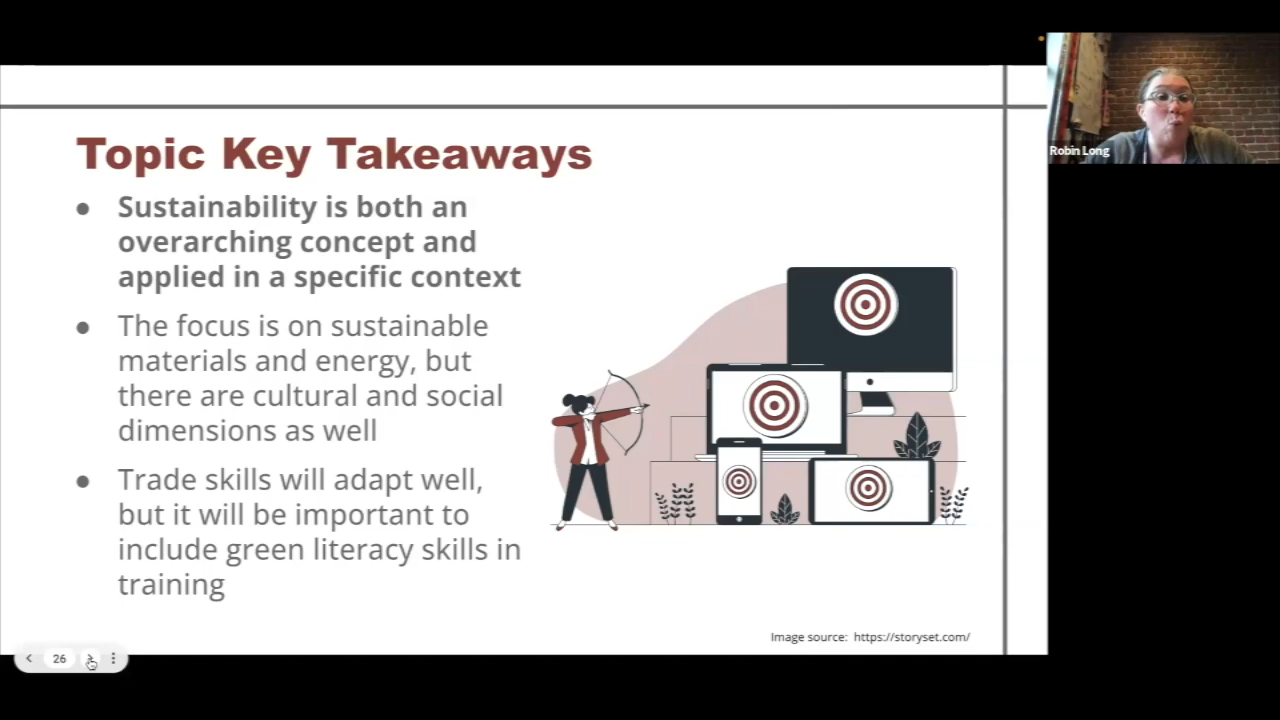 Topic Key Takeaways
● Sustainability is both an
overarching concept and
applied in a specific context
● The focus is on sustainable
materials and energy, but
there are cultural and social
dimensions as well
● Trade skills will adapt well,
but it will be important to
include green literacy skills in
training
Image source: https://storyset.com/
26
Robin Long